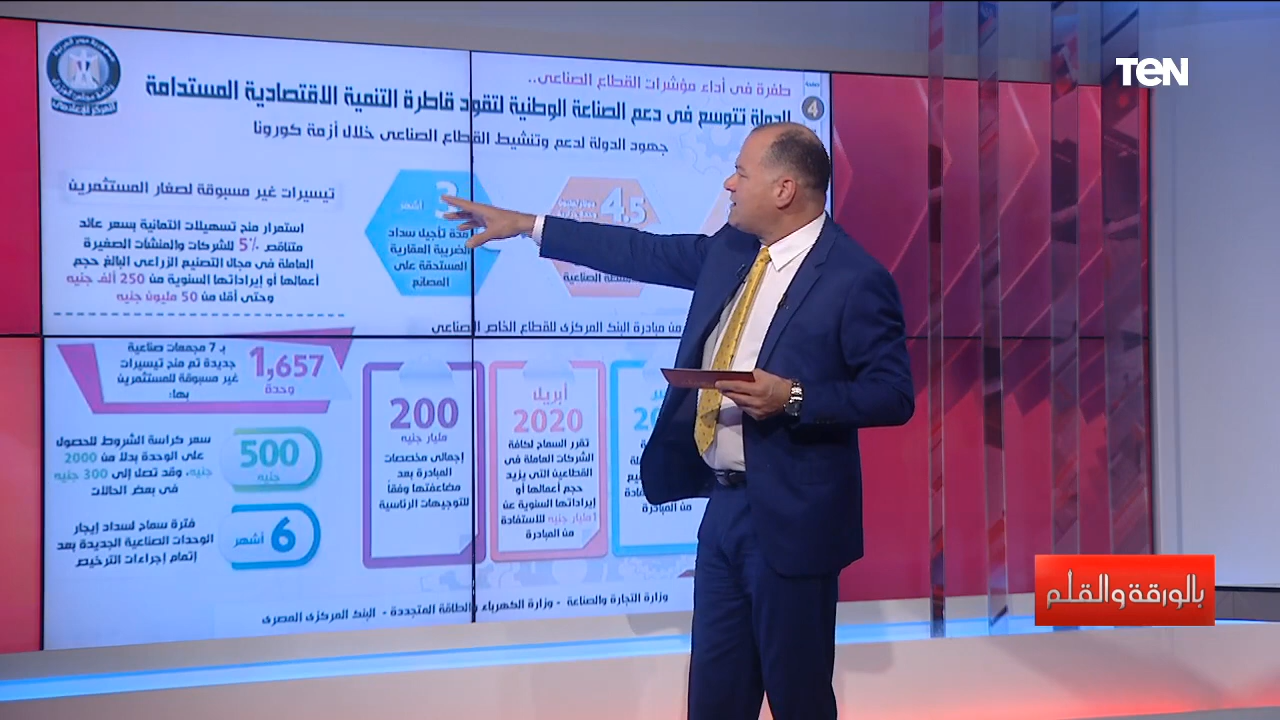 TEN
4
طفرة فى أداء مؤشرات القطاع الصناعى..
الدولة تتوسع فى دعم الصناعة الوطنية لتقود قاطرة التنمية الاقتصادية المستدامة
جهود الدولة لدعم وتنشيط القطاع الصناعى خلال أزمة كورونا
4.5
3
أشهر
مدة تأجيل سداد
الضريبة العقارية
المستحقة على
المصانع
الصناعية
تيسيرات غير مسبوقة لصغار المستثمرين
استمرار منح تسهيلات ائتمانية بسعر عائد
متناقص 5٪ للشركات والمنشآت الصغيرة
العاملة فى مجال التصنيع الزراعى البالغ حجم
أعمالها أو إيراداتها السنوية من 250 ألف جنيه
وحتى أقل من 50 مليون جنيه
من مبادرة البنك المركزى للقطاع الخاص الصناعى
من المبادرة
أبريل
2020
تقرر السماح لكافة
الشركات العاملة فى
القطاعين التى يزيد
حجم أعمالها أو
إيراداتها السنوية عن
1 مليار جنيه للاستفادة
من المبادرة
200
مليار جنيه
إجمالى مخصصات
المبادرة بعد
مضاعفتها وفقاً
للتوجيهات الرئاسية
1,657
وحدة
بـ 7 مجمعات صناعية
جديدة تم منح تيسيرات
غير مسبوقة للمستثمرين
بها:
500
جنيه
سعر كراسة الشروط للحصول
على الوحدة بدلاً من 2000
جنيه، وقد تصل إلى 300 جنيه
فى بعض الحالات
6 أشهر
فترة سماح لسداد إيجار
الوحدات الصناعية الجديدة بعد
إتمام إجراءات الترخيص
وزارة التجارة والصناعة - وزارة الكهرباء والطاقة المتجددة - البنك المركزى المصرى
بالورقة والقلم